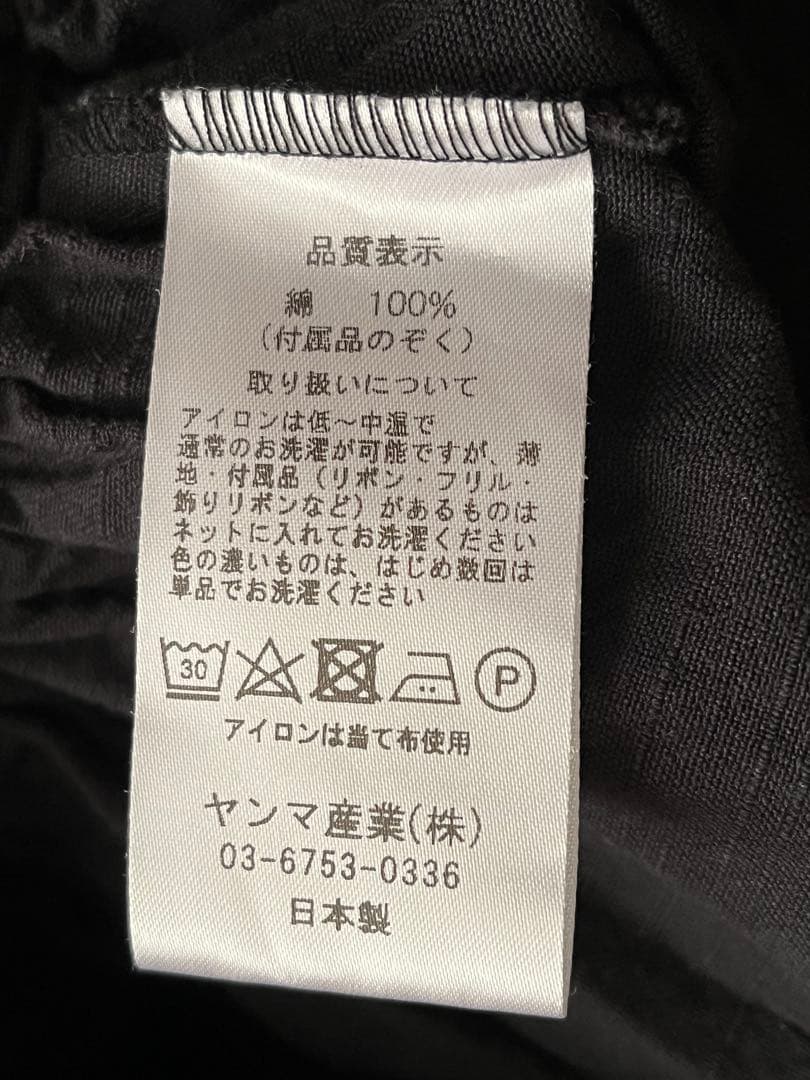 品質表示
綿 100%
(付属品のぞく)
取り扱いについて
アイロンは低～中温で
通常のお洗濯が可能ですが、薄
地・付属品（リボン・フリル・
飾りリボンなど）があるものは
ネットに入れてお洗濯ください
色の濃いものは、はじめ数回は
単品でお洗濯ください
30 P
アイロンは当て布使用
ヤンマ産業(株)
03-6753-0336
日本製